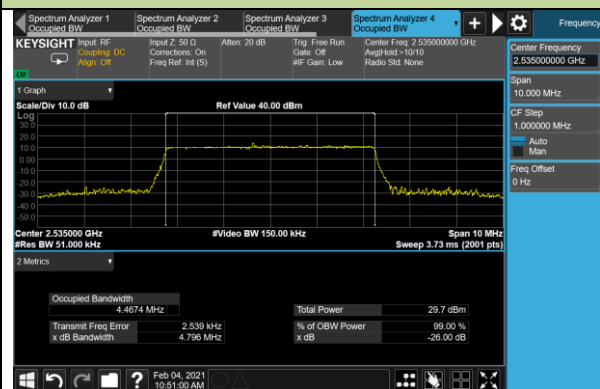 Spectrum Analyzer 1 Spectrum Analyzer 2 Spectrum Analyzer 3 Spectrum Analyzer 4 Frequency
Occupied BW Occupied BW Occupied BW Occupied BW
KEYSIGHT Input: RF Input Z: 50 Ω Atten: 20 dB Trig: Free Run Center Freq: 2.535000000 GHz
Coupling: DC Corrections: On Gate: Off Avg|Hold:>10/10
Align: Off Freq Ref: Int (S) #IF Gain: Low Radio Std: None
LXI
Center Frequency
2.535000000 GHz
Span
10.000 MHz
CF Step
1.000000 MHz
Auto
Man
Freq Offset
0 Hz
1 Graph
Scale/Div 10.0 dB Ref Value 40.00 dBm
Log
30.0
20.0
10.0
0.00
-10.0
-20.0
-30.0
-40.0
-50.0
Center 2.535000 GHz #Video BW 150.00 kHz Span 10 MHz
#Res BW 51.000 kHz Sweep 3.73 ms (2001 pts)
2 Metrics
Occupied Bandwidth
4.4674 MHz Total Power 29.7 dBm
Transmit Freq Error 2.539 kHz % of OBW Power 99.00 %
x dB Bandwidth 4.796 MHz x dB -26.00 dB
? Feb 04, 2021
10:51:00 AM